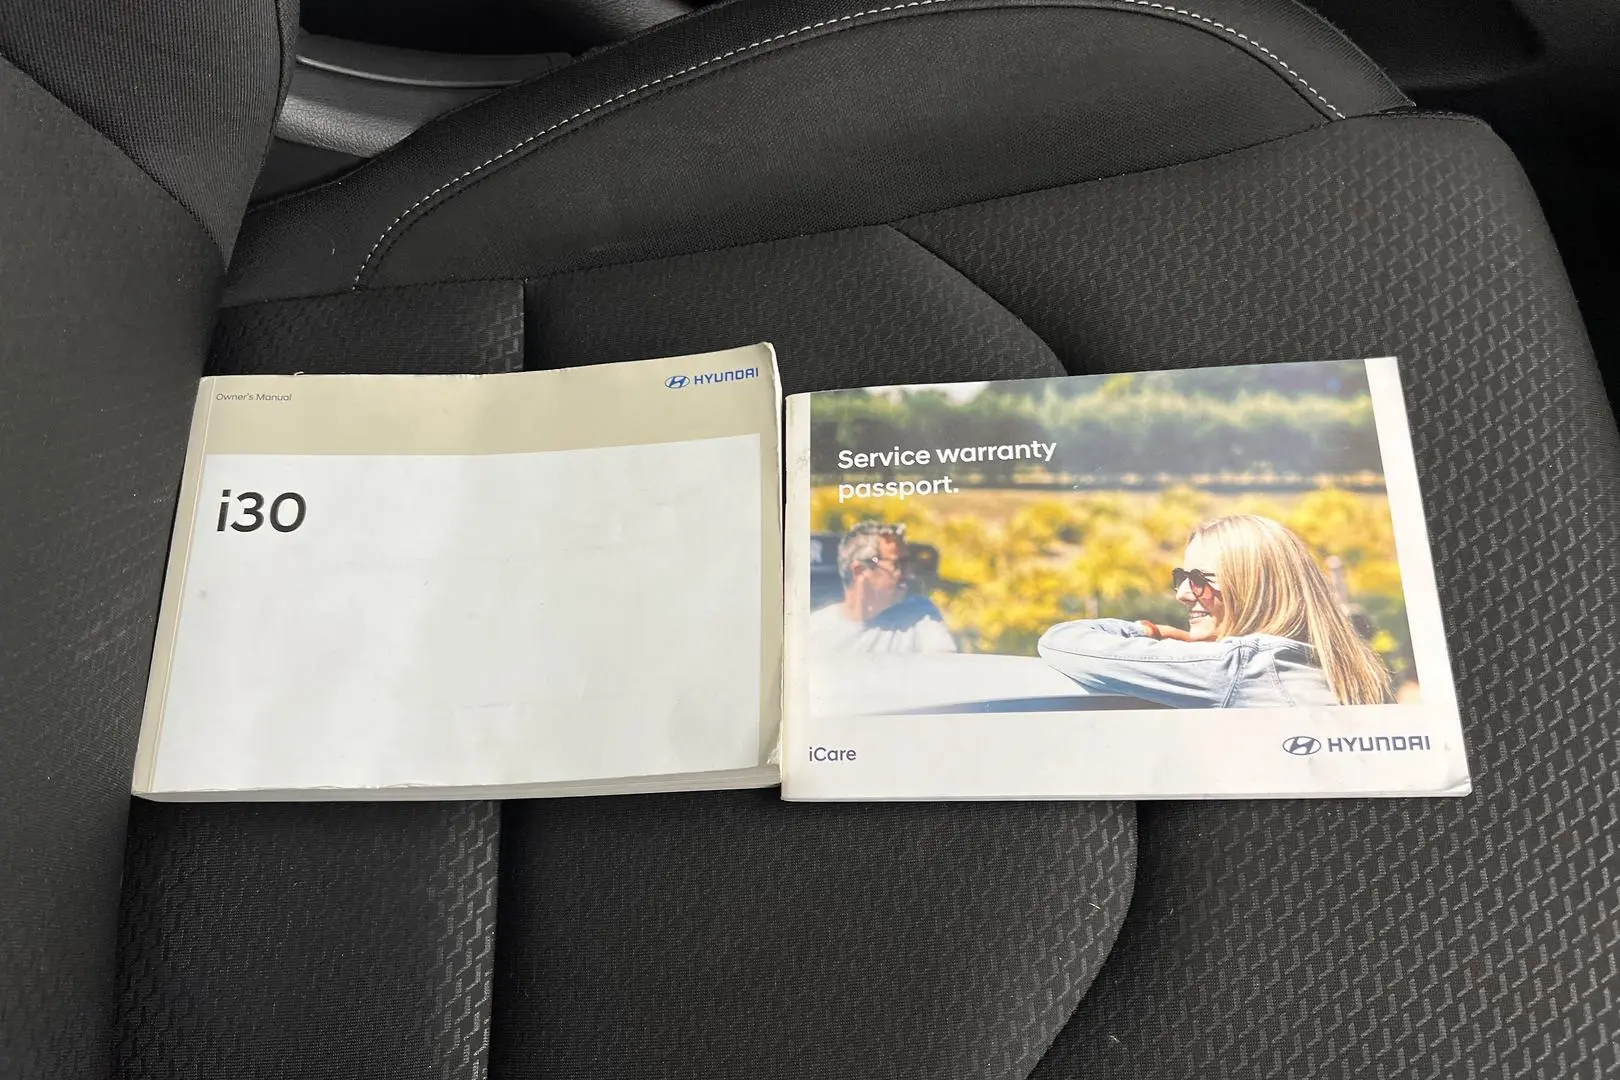 Owner's Manual
HYUNDAI
i30
Service warranty
passport.
iCare
HYUNDAI